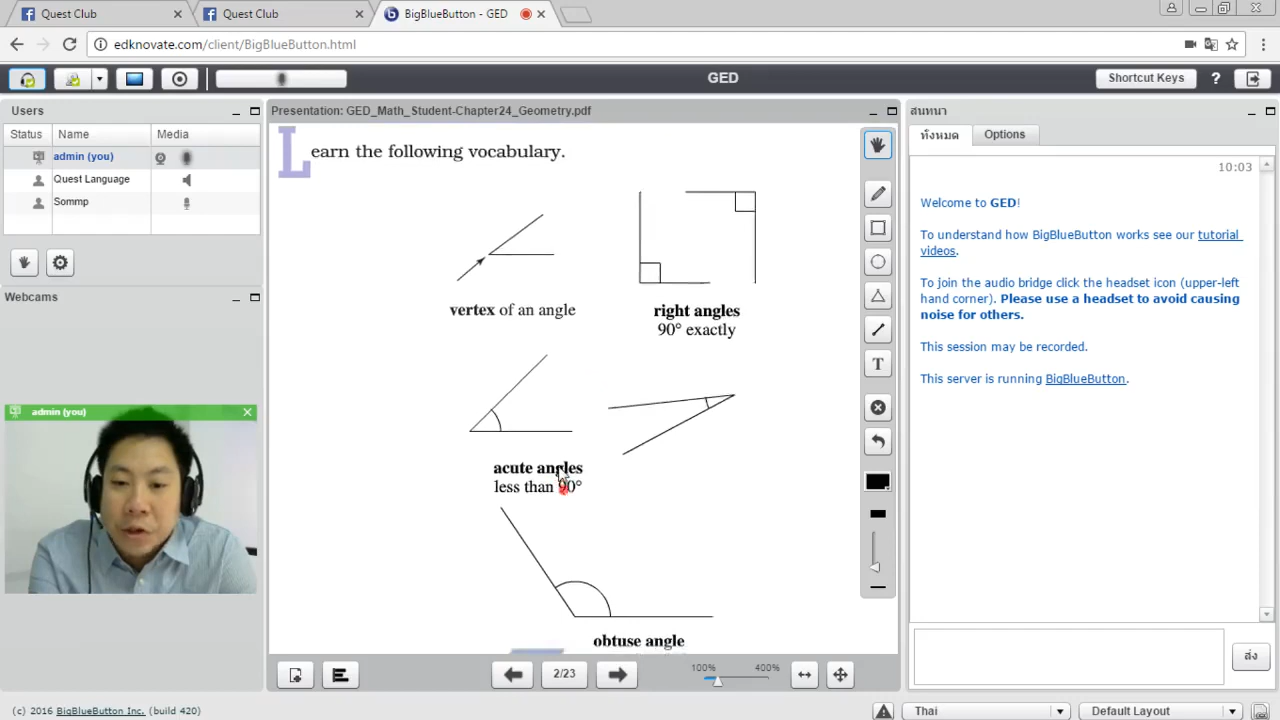 Quest Club
Quest Club
BigBlueButton - GED
edknovate.com/client/BigBlueButton.html
GED
Shortcut Keys
?
Users
Status Name Media
admin (you)
Quest Language
Sommp
Webcams
admin (you)
Presentation: GED_Math_Student-Chapter24_Geometry.pdf
Learn the following vocabulary.
vertex of an angle
right angles
90° exactly
acute angles
less than 90°
obtuse angle
T
2/23
100%
400%
สนทนา
ทั้งหมด
Options
10:03
Welcome to GED!
To understand how BigBlueButton works see our tutorial
videos.
To join the audio bridge click the headset icon (upper-left
hand corner). Please use a headset to avoid causing
noise for others.
This session may be recorded.
This server is running BigBlueButton.
ส่ง
(c) 2016 BigBlueButton Inc. (build 420)
Thai
Default Layout